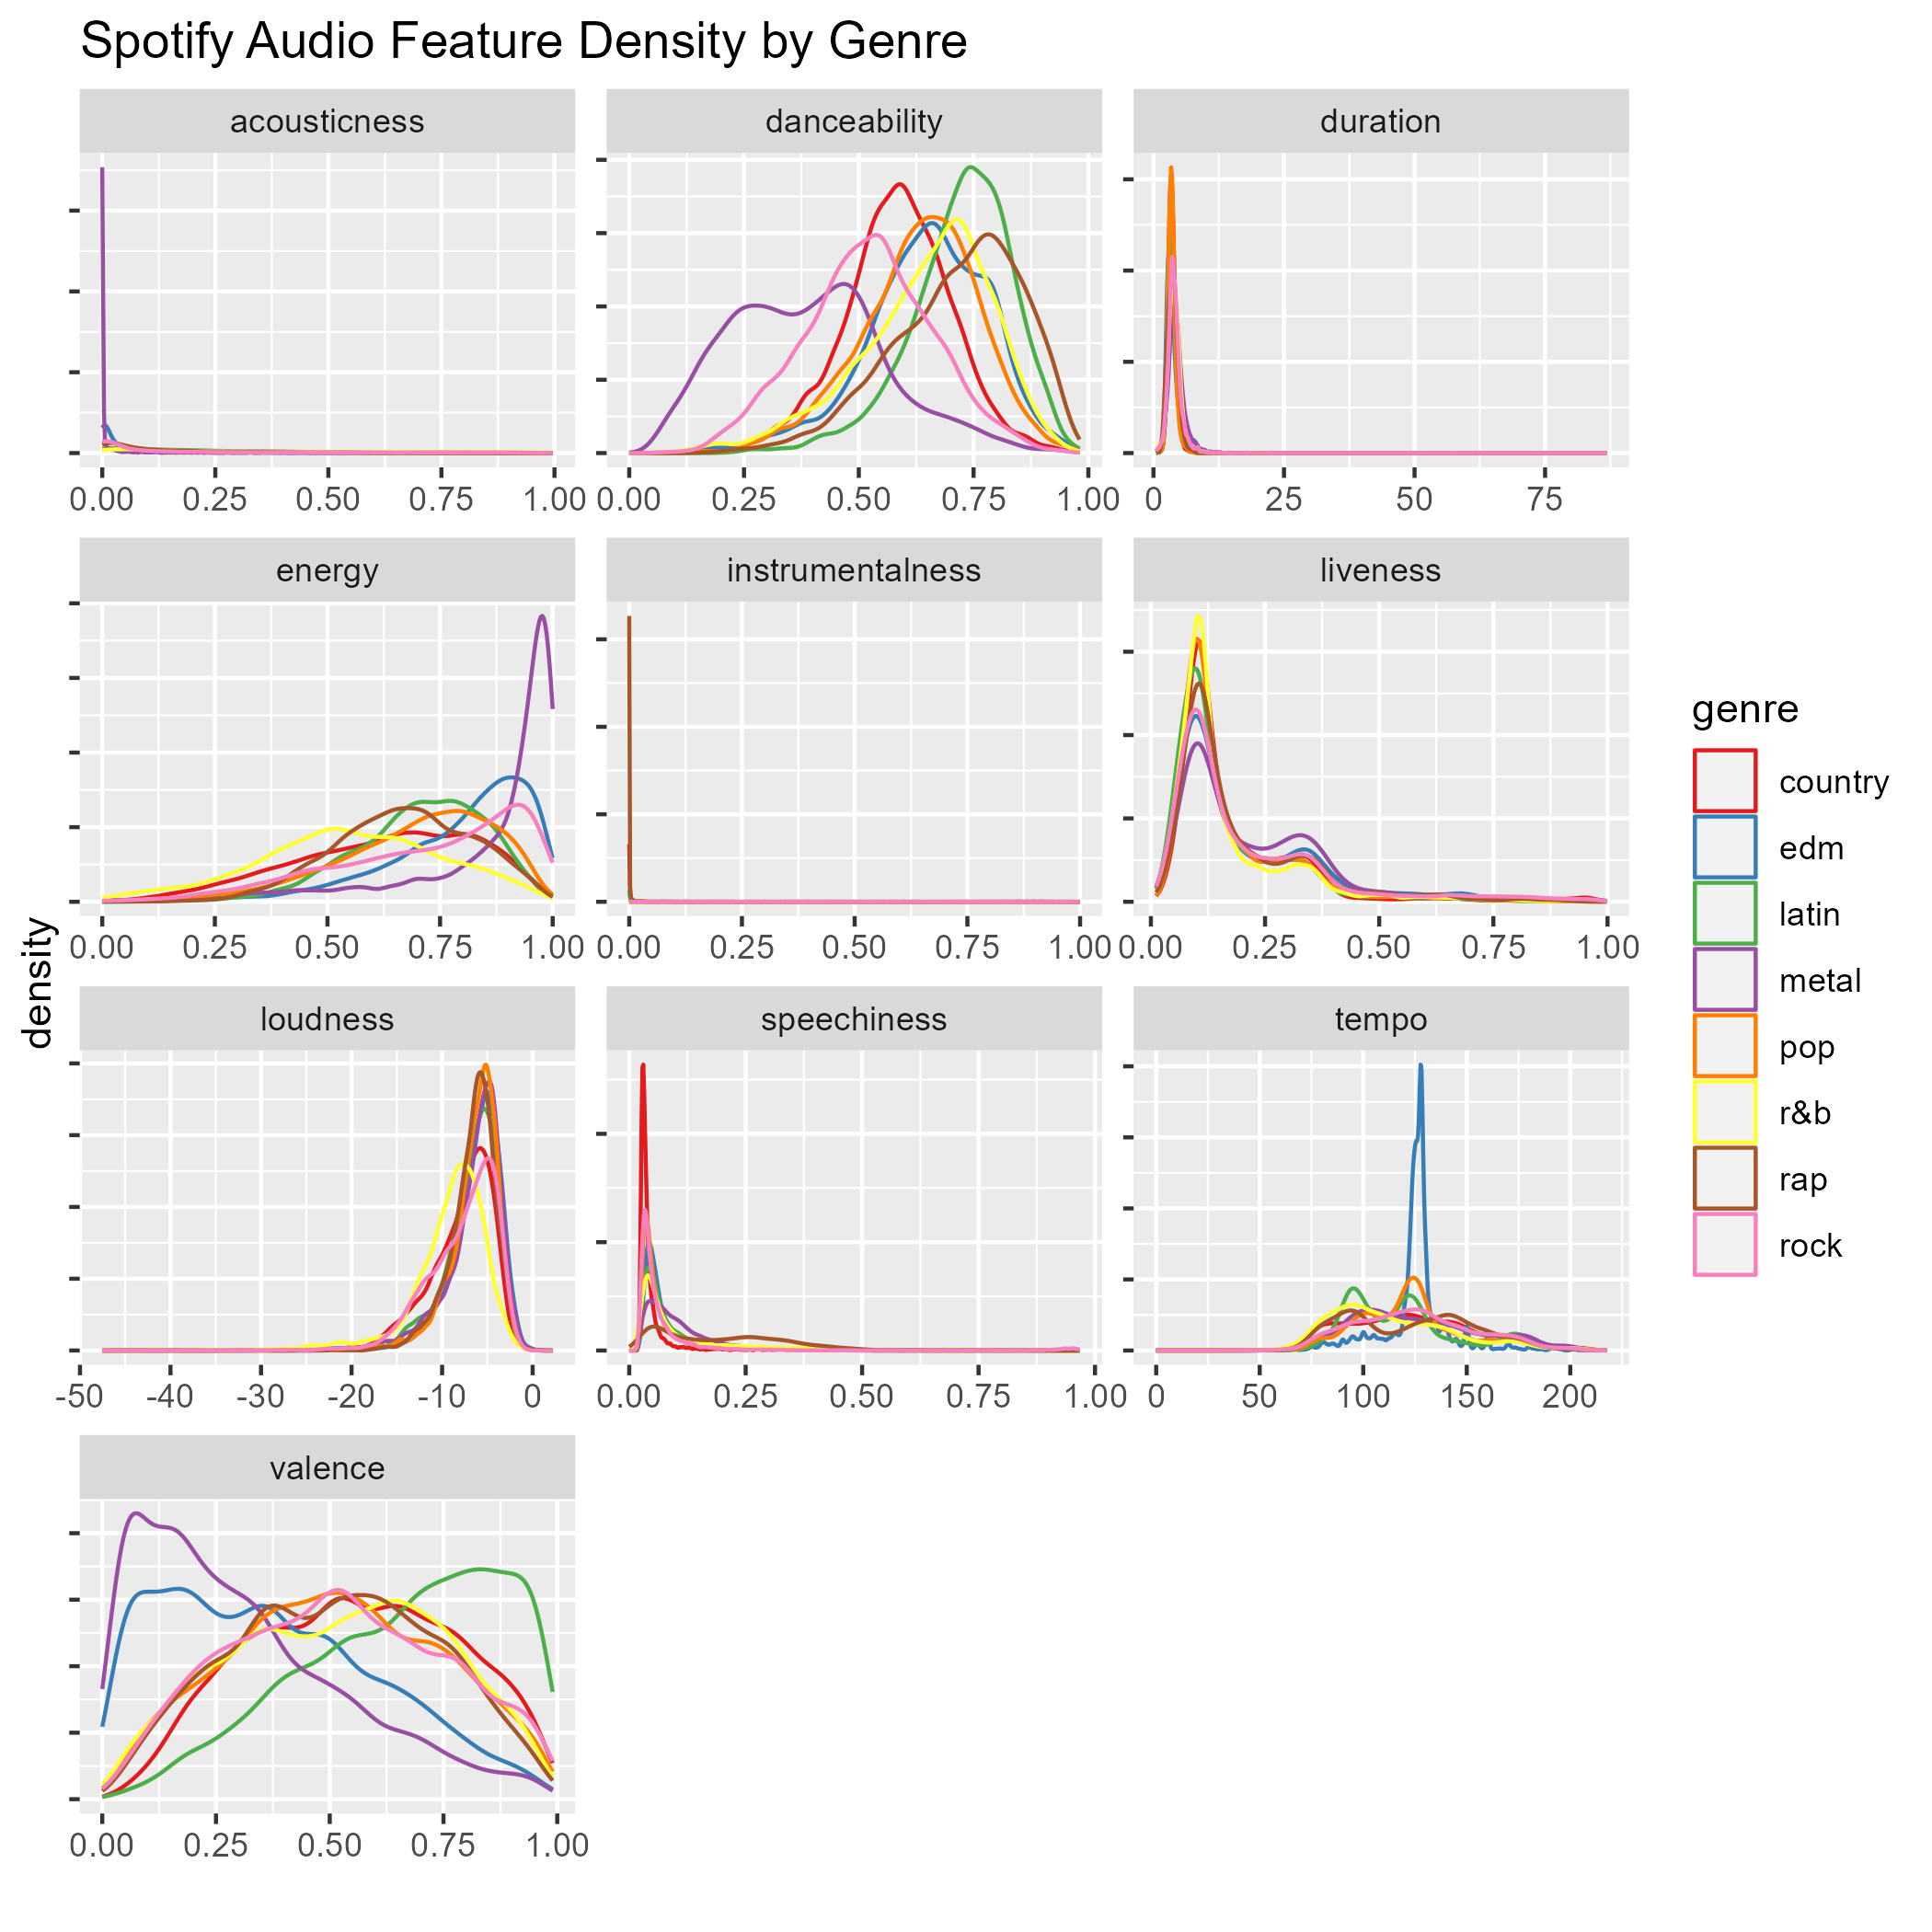 Spotify Audio Feature Density by Genre
acousticness
danceability
duration
0.00 0.25 0.50 0.75 1.00
0.00 0.25 0.50 0.75 1.00
0 25 50 75
energy
instrumentalness
liveness
0.00 0.25 0.50 0.75 1.00
0.00 0.25 0.50 0.75 1.00
0.00 0.25 0.50 0.75 1.00
loudness
speechiness
tempo
-50 -40 -30 -20 -10 0
0.00 0.25 0.50 0.75 1.00
0 50 100 150 200
valence
0.00 0.25 0.50 0.75 1.00
density
genre
country
edm
latin
metal
pop
r&b
rap
rock